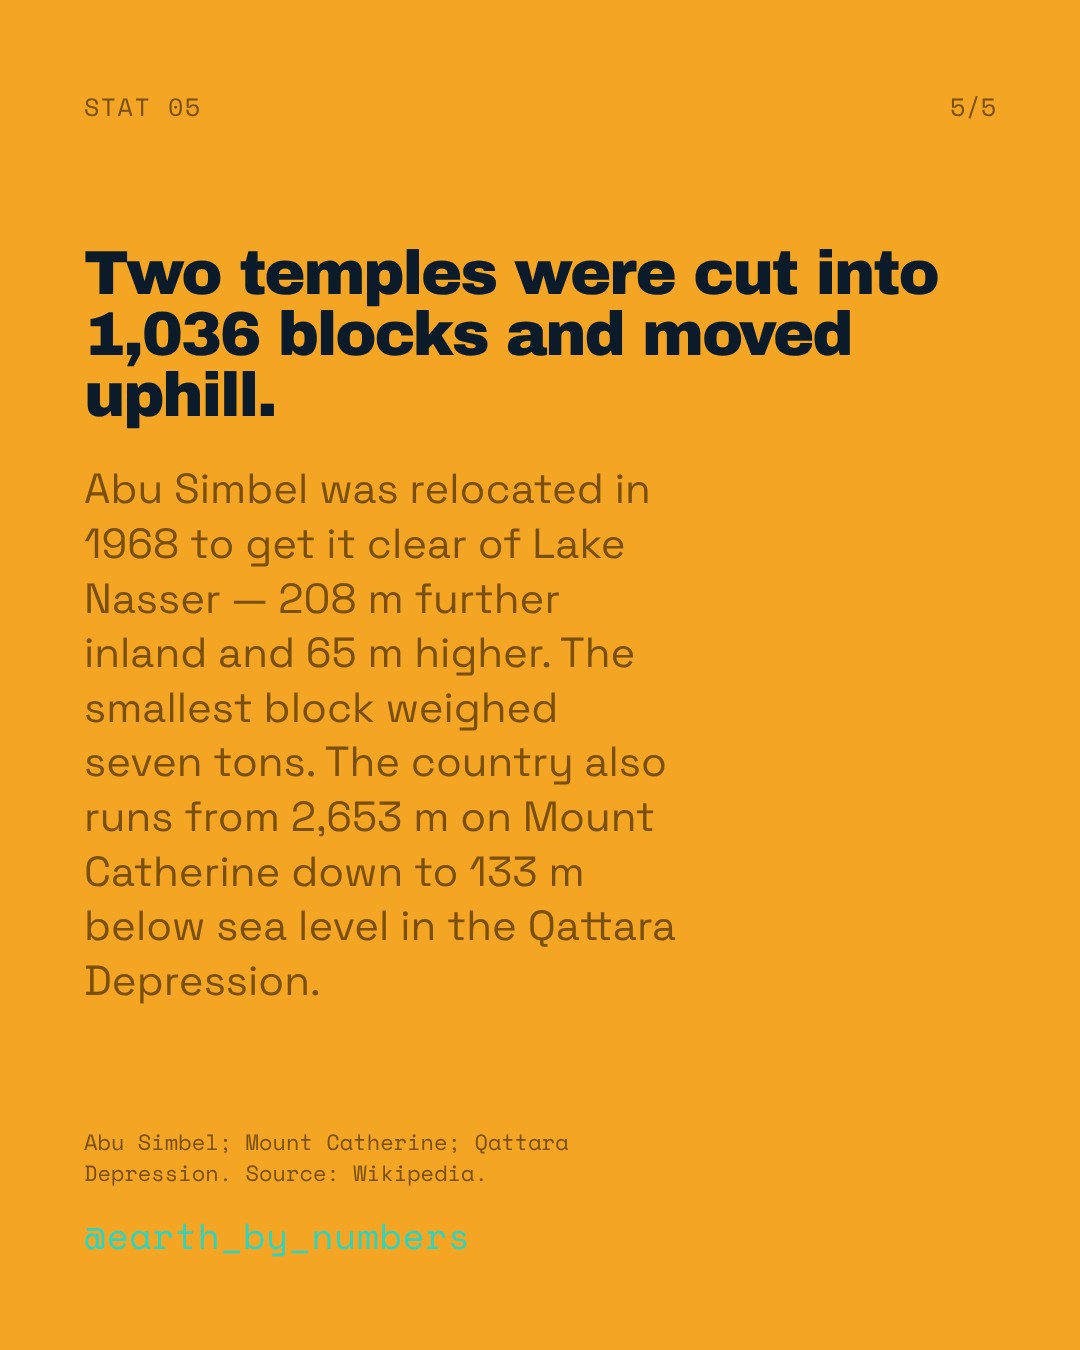 STAT 05
5/5
Two temples were cut into
1,036 blocks and moved
uphill.
Abu Simbel was relocated in
1968 to get it clear of Lake
Nasser — 208 m further
inland and 65 m higher. The
smallest block weighed
seven tons. The country also
runs from 2,653 m on Mount
Catherine down to 133 m
below sea level in the Qattara
Depression.
Abu Simbel; Mount Catherine; Qattara
Depression. Source: Wikipedia.
@earth_by_numbers